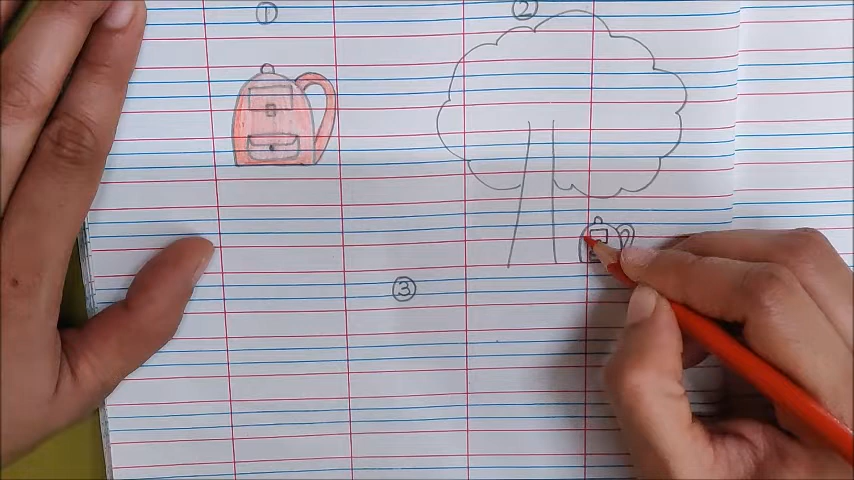 ①
②
③